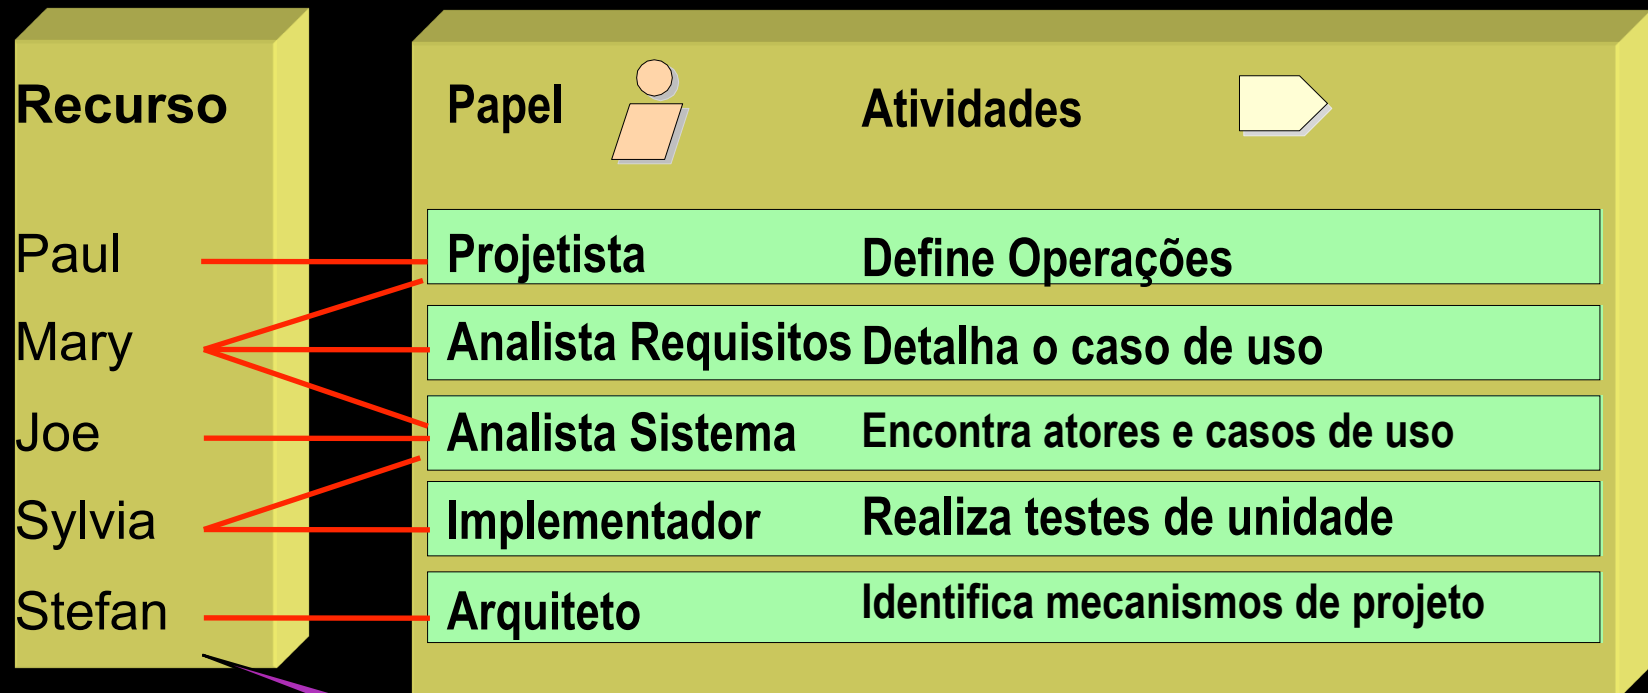 Recurso Papel Atividades
Paul Projetista Define Operações
Mary Analista Requisitos Detalha o caso de uso
Joe Analista Sistema Encontra atores e casos de uso
Sylvia Implementador Realiza testes de unidade
Stefan Arquiteto Identifica mecanismos de projeto